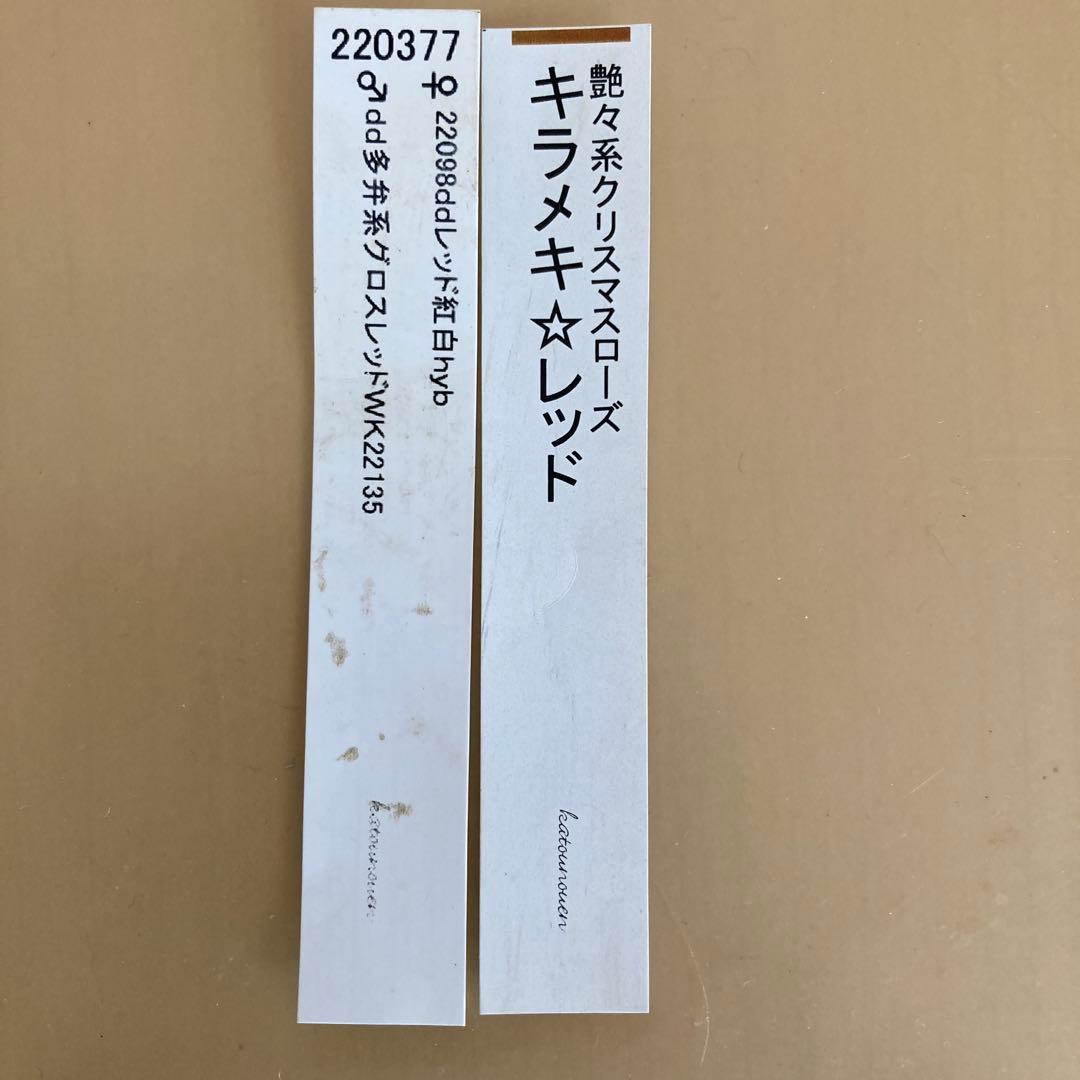 220377
♀ 22098ddレッド紅白hyb
♂dd多弁系グロスレッドWK22135
katounouen
艶々系クリスマスローズ
キラメキ☆レッド
katounouen